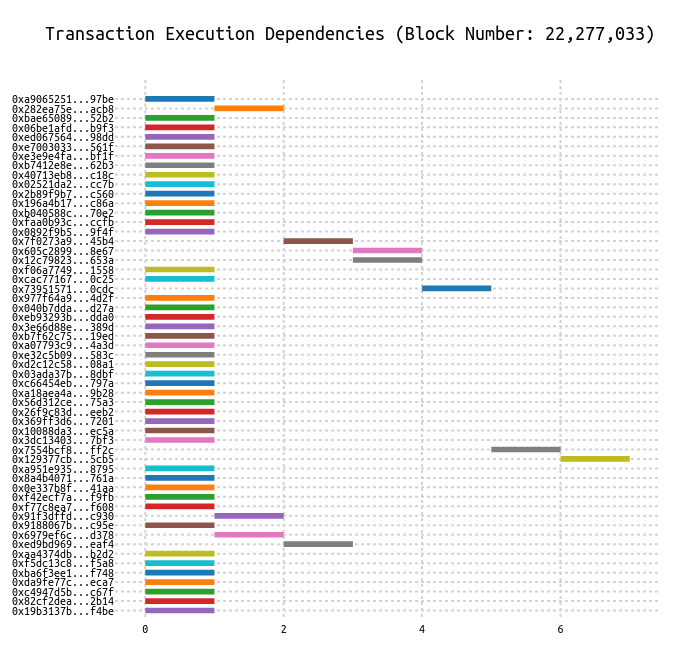 Transaction Execution Dependencies (Block Number: 22,277,033)
0xa9065251...97be
0x282ea75e...acb8
0xbae65089...52b2
0x06be1afd...b9f3
0xed067564...98dd
0xe7003033...561f
0xe3e9e4fa...bf1f
0xb7412e8e...62b3
0x40713eb8...c18c
0x02521da2...cc7b
0x2b89f9b7...c560
0x196a4b17...c86a
0xb040588c...70e2
0xfaa0b93c...ccfb
0x0892f9b5...9f4f
0x7f0273a9...45b4
0x605c2899...8e67
0x12c79823...653a
0xf06a7749...1558
0xcac77167...0c25
0x73951571...0cdc
0x977f64a9...4d2f
0x040b7dda...d27a
0xeb93293b...dda0
0x3e66d88e...389d
0xb7f62c75...19ed
0xa07793c9...4a3d
0xe32c5b09...583c
0xd2c12c58...08a1
0x03ada37b...8dbf
0xc66454eb...797a
0xa18aea4a...9b28
0x56d312ce...75a3
0x26f9c83d...eeb2
0x369ff3d6...7201
0x10088da3...ec5a
0x3dc13403...7bf3
0x7554bcf8...ff2c
0x129377cb...5cb5
0xa951e935...8795
0x8a4b4071...761a
0x0e337b8f...41aa
0xf42ecf7a...f9fb
0xf77c8ea7...f608
0x91f3dffd...c930
0x9188067b...c95e
0x6979ef6c...d378
0xed9bd969...eaf4
0xaa4374db...b2d2
0xf5dc13c8...f5a8
0xba6f3ee1...f748
0xda9fe77c...eca7
0xc4947d5b...c67f
0x82cf2dea...2b14
0x19b3137b...f4be
0 2 4 6